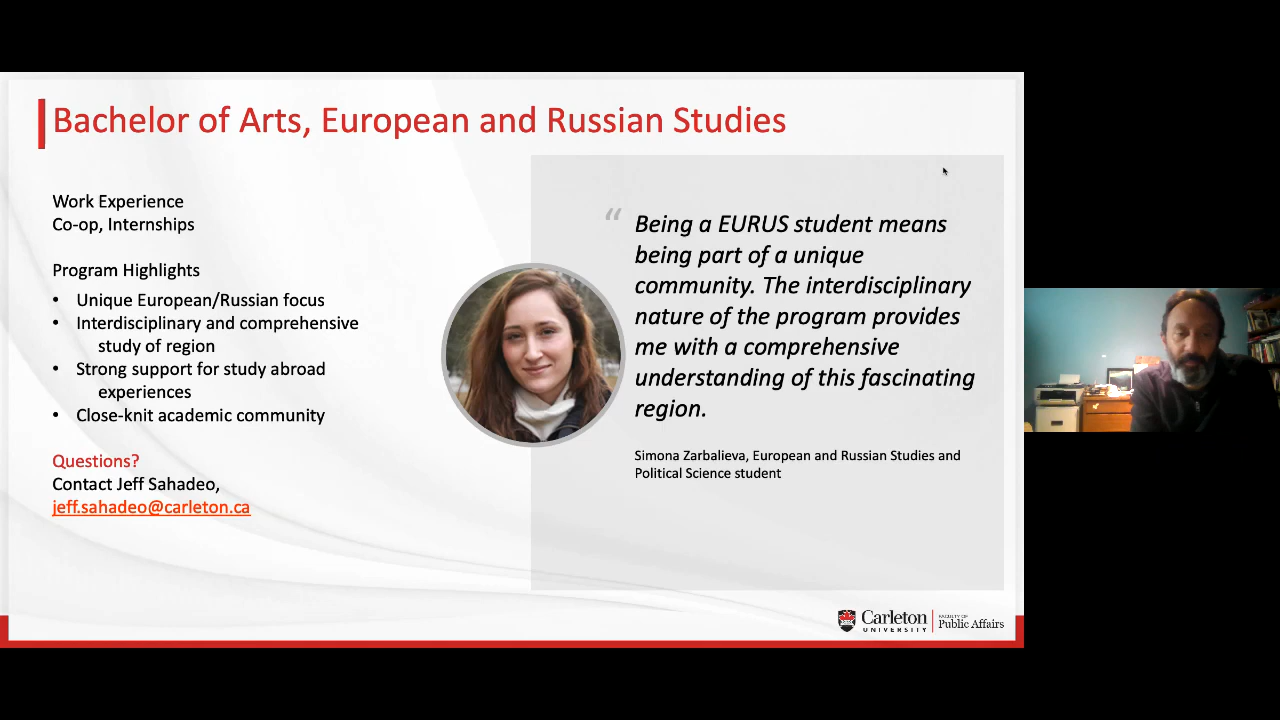 Bachelor of Arts, European and Russian Studies
Work Experience
Co-op, Internships
Program Highlights
• Unique European/Russian focus
• Interdisciplinary and comprehensive
study of region
• Strong support for study abroad
experiences
• Close-knit academic community
Questions?
Contact Jeff Sahadeo,
jeff.sahadeo@carleton.ca
“ Being a EURUS student means
being part of a unique
community. The interdisciplinary
nature of the program provides
me with a comprehensive
understanding of this fascinating
region.
Simona Zarbalieva, European and Russian Studies and
Political Science student
Carleton
UNIVERSITY
FACULTY OF
Public Affairs